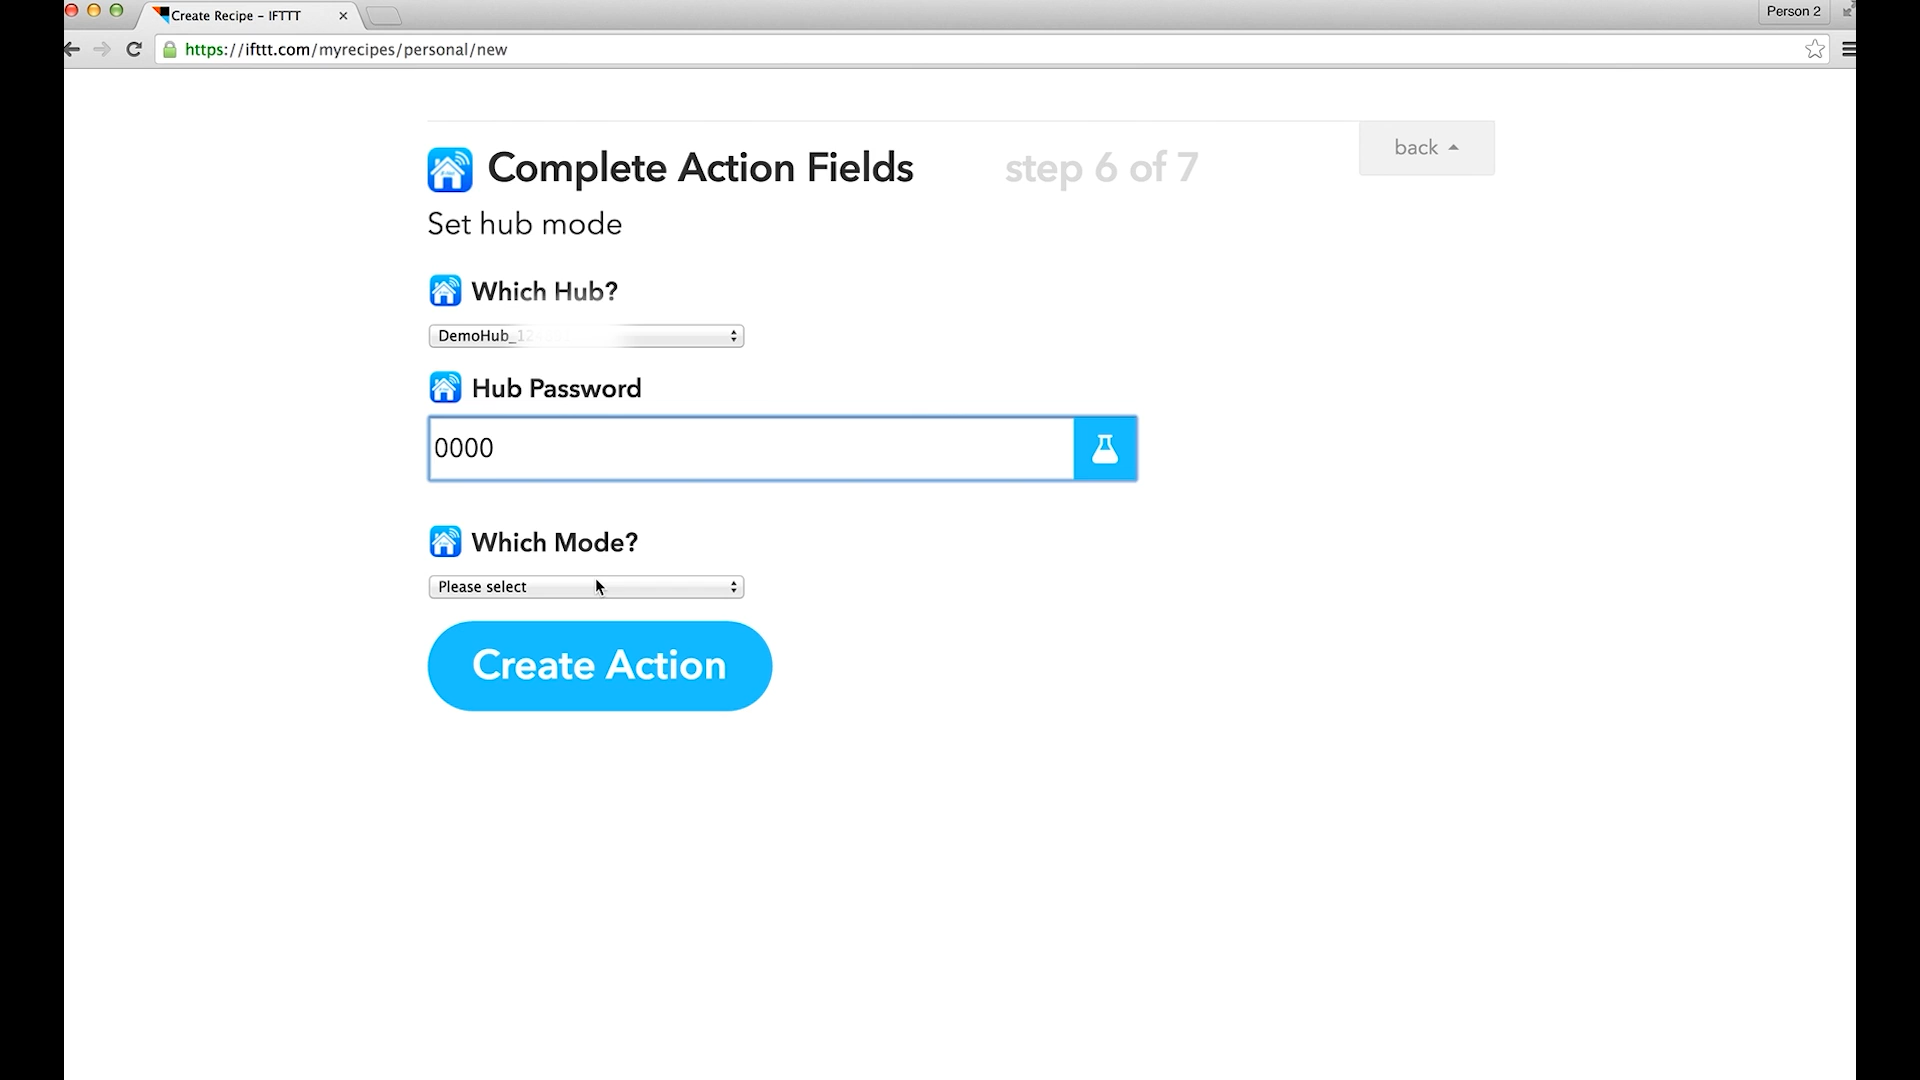 Create Recipe - IFTTT
Person 2
https://ifttt.com/myrecipes/personal/new
back
Complete Action Fields
step 6 of 7
Set hub mode
Which Hub?
DemoHub_12
Hub Password
0000
Which Mode?
Please select
Create Action